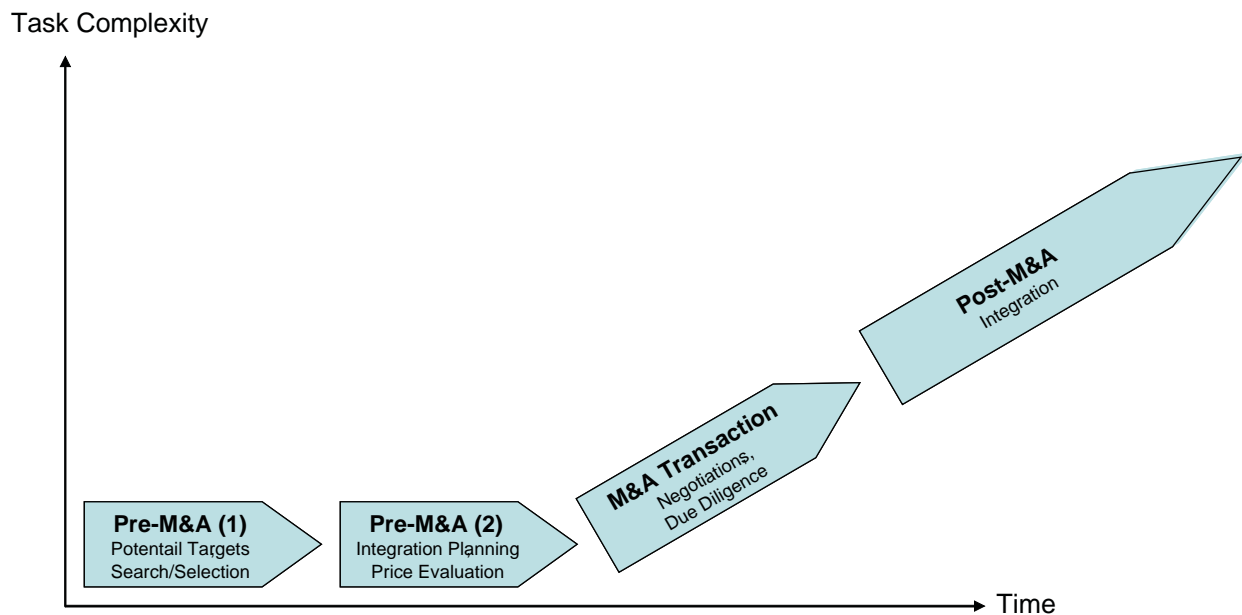 Task Complexity
Pre-M&A (1)
Potentail Targets
Search/Selection
Pre-M&A (2)
Integration Planning
Price Evaluation
M&A Transaction
Negotiations,
Due Diligence
Post-M&A
Integration
Time